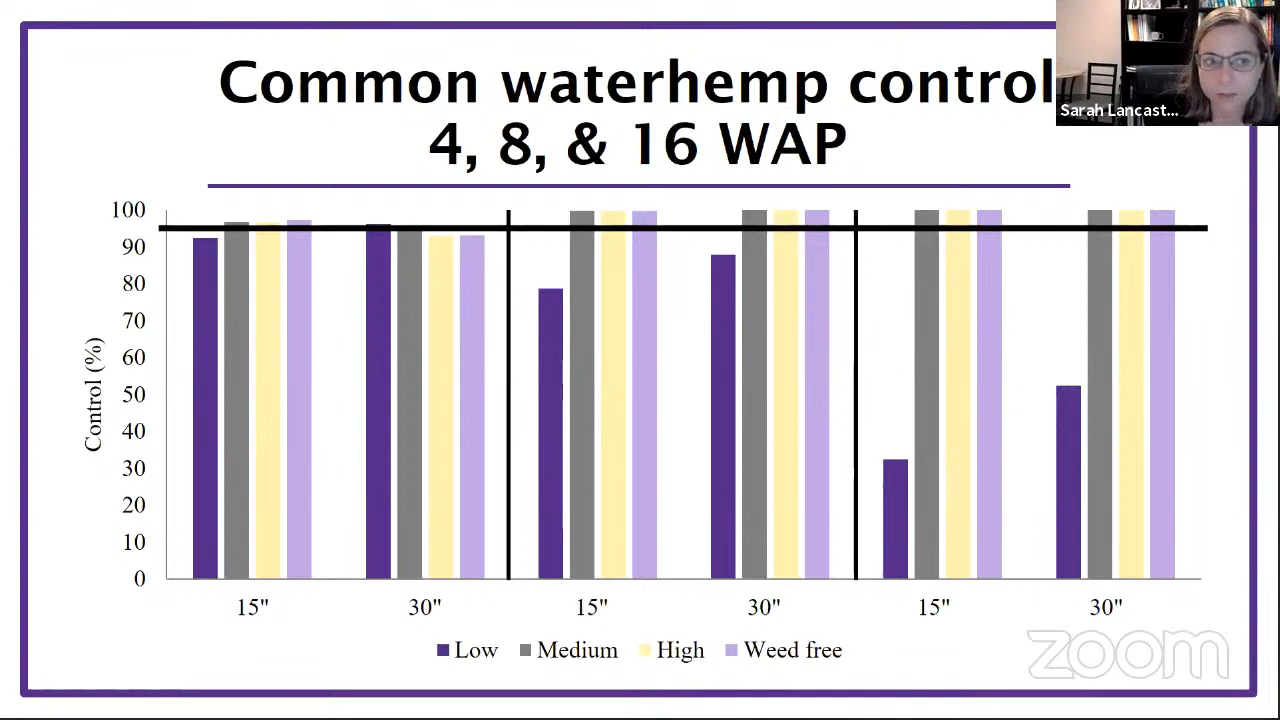 Common waterhemp control
4, 8, & 16 WAP
Sarah Lancast...
Control (%)
100
90
80
70
60
50
40
30
20
10
0
15" 30" 15" 30" 15" 30"
Low Medium High Weed free
zoom